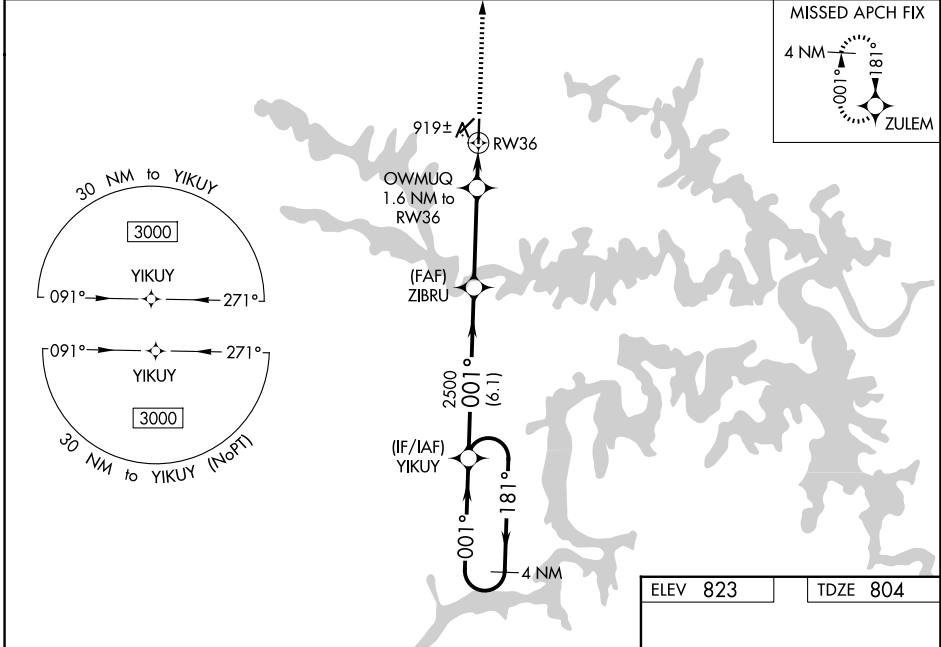 MISSED APCH FIX
4 NM
001°
181°
ZULEM
919±
RW36
OWMUQ
1.6 NM to
RW36
30 NM to YIKUY
3000
YIKUY
091°
271°
(FAF)
ZIBRU
091°
271°
YIKUY
3000
30 NM to YIKUY (NoPT)
2500
001°
(6.1)
(IF/IAF)
YIKUY
001°
181°
4 NM
ELEV 823
TDZE 804